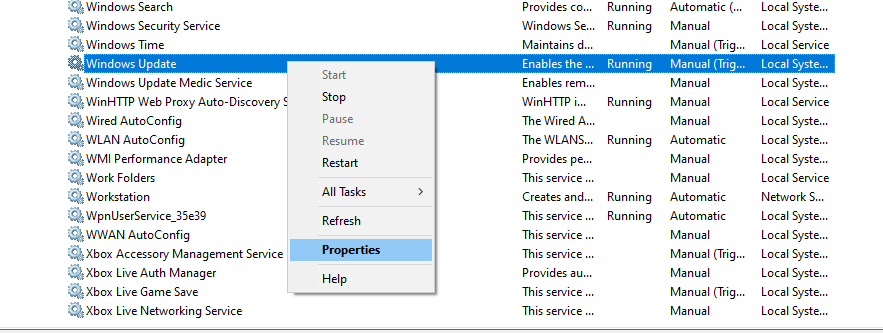 Windows Search Provides co... Running Automatic (... Local Syste...
Windows Security Service Windows Se... Running Manual Local Syste...
Windows Time Maintains d... Running Manual (Trig... Local Service
Windows Update Enables the ... Running Manual (Trig... Local Syste...
Start
Windows Update Medic Service Enables rem... Manual Local Syste...
Stop
WinHTTP Web Proxy Auto-Discovery S WinHTTP i... Running Manual Local Service
Pause
Wired AutoConfig The Wired A... Manual Local Syste...
Resume
WLAN AutoConfig The WLANS... Running Automatic Local Syste...
Restart
WMI Performance Adapter Provides pe... Manual Local Syste...
Work Folders This service ... Manual Local Service
All Tasks
Workstation Creates and... Running Automatic Network S...
WpnUserService_35e39 This service ... Running Automatic Local Syste...
Refresh
WWAN AutoConfig This service ... Manual Local Syste...
Properties
Xbox Accessory Management Service This service ... Manual (Trig... Local Syste...
Xbox Live Auth Manager Provides au... Manual Local Syste...
Help
Xbox Live Game Save This service ... Manual (Trig... Local Syste...
Xbox Live Networking Service This service ... Manual Local Syste...